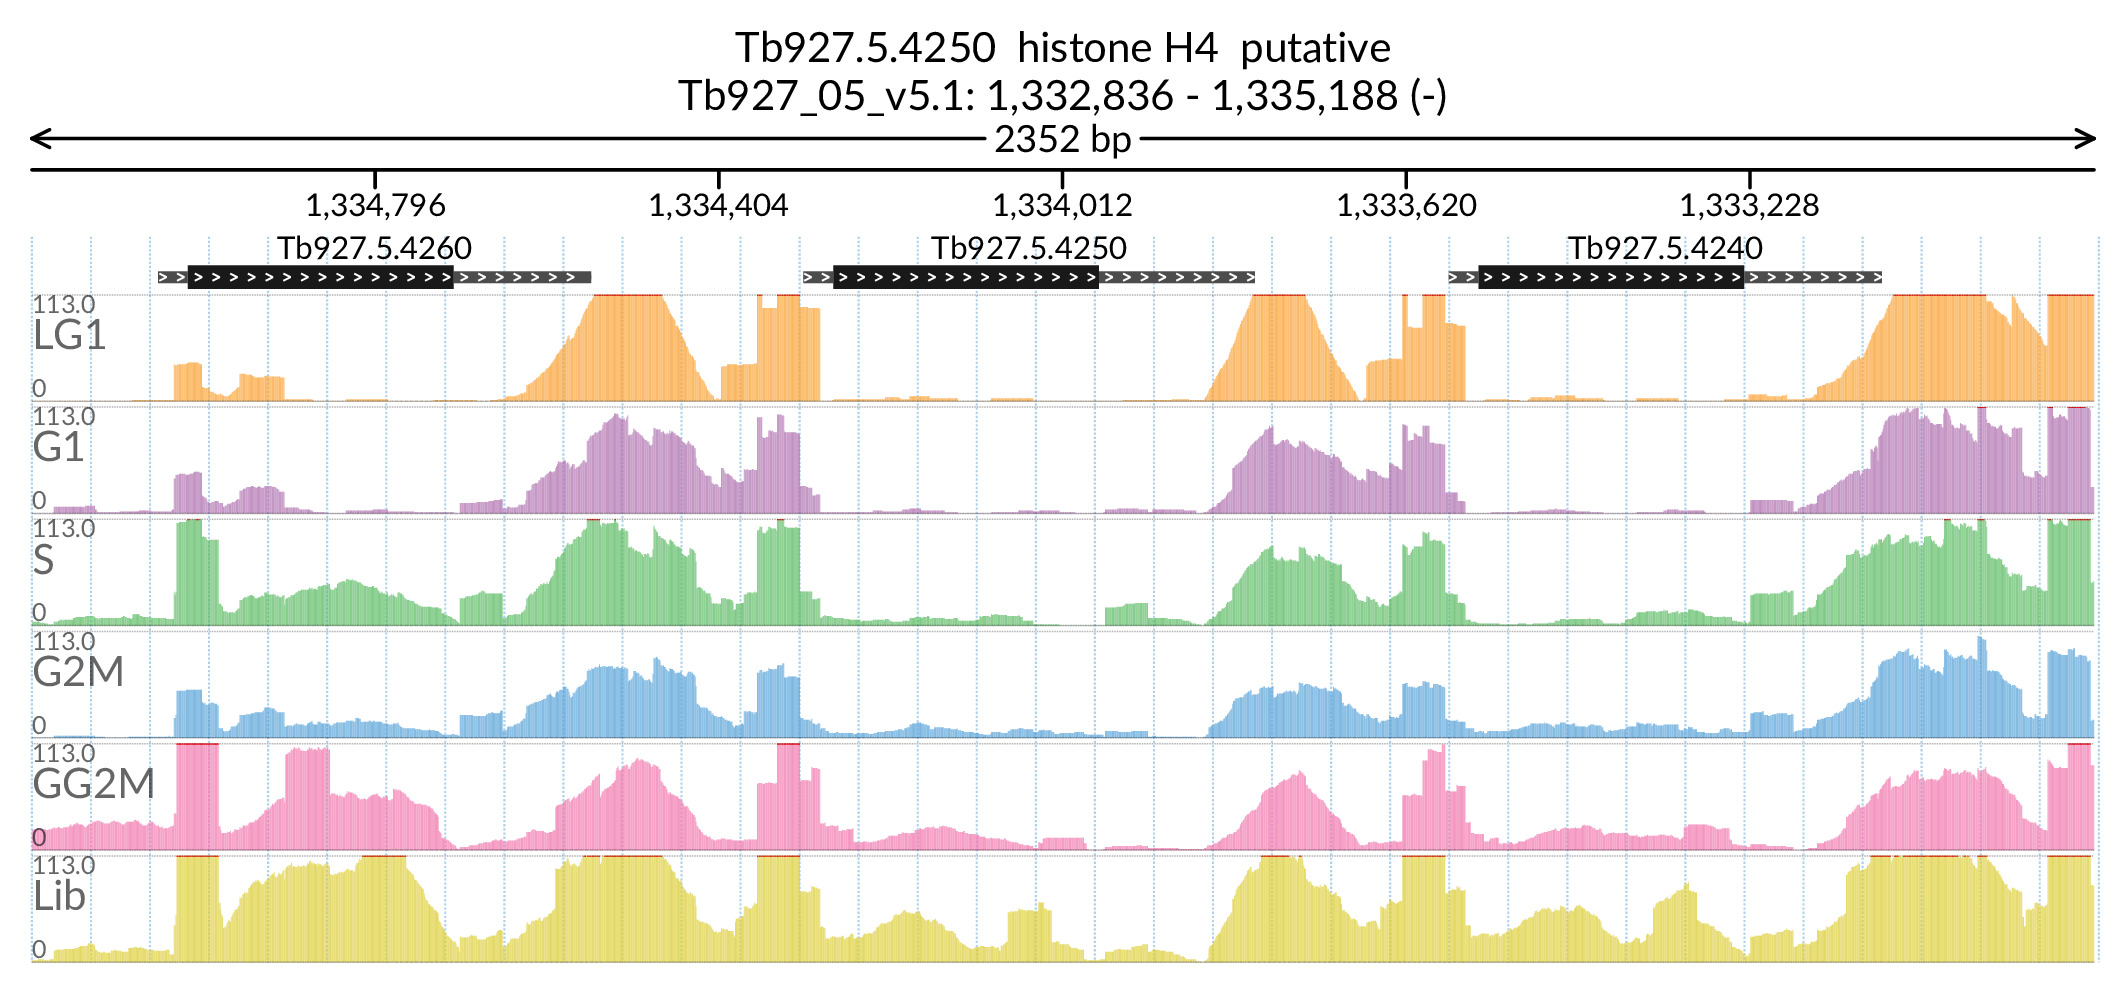 Tb927.5.4250 histone H4 putative
Tb927_05_v5.1: 1,332,836 - 1,335,188 (-)
2352 bp
1,334,796 1,334,404 1,334,012 1,333,620 1,333,228
Tb927.5.4260 Tb927.5.4250 Tb927.5.4240
113.0
LG1
0
113.0
G1
0
113.0
S
0
113.0
G2M
0
113.0
GG2M
0
113.0
Lib
0